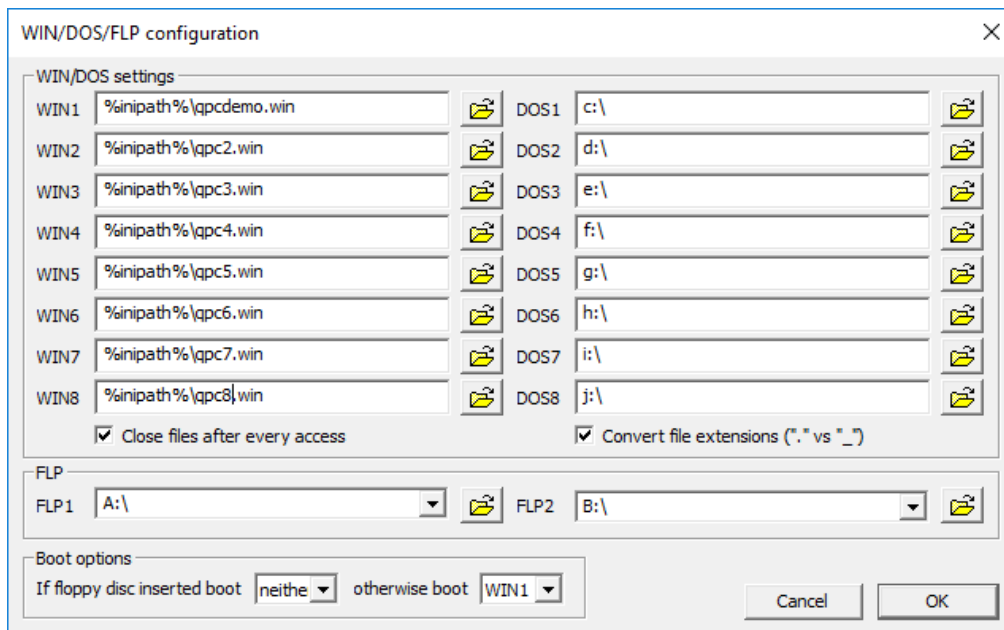 WIN/DOS/FLP configuration
WIN/DOS settings
WIN1 %inipath%\qpcdemo.win DOS1 c:\
WIN2 %inipath%\qpc2.win DOS2 d:\
WIN3 %inipath%\qpc3.win DOS3 e:\
WIN4 %inipath%\qpc4.win DOS4 f:\
WIN5 %inipath%\qpc5.win DOS5 g:\
WIN6 %inipath%\qpc6.win DOS6 h:\
WIN7 %inipath%\qpc7.win DOS7 i:\
WIN8 %inipath%\qpc8.win DOS8 j:\
Close files after every access Convert file extensions ("." vs "_")
FLP
FLP1 A:\ FLP2 B:\
Boot options
If floppy disc inserted boot neithe otherwise boot WIN1
Cancel OK